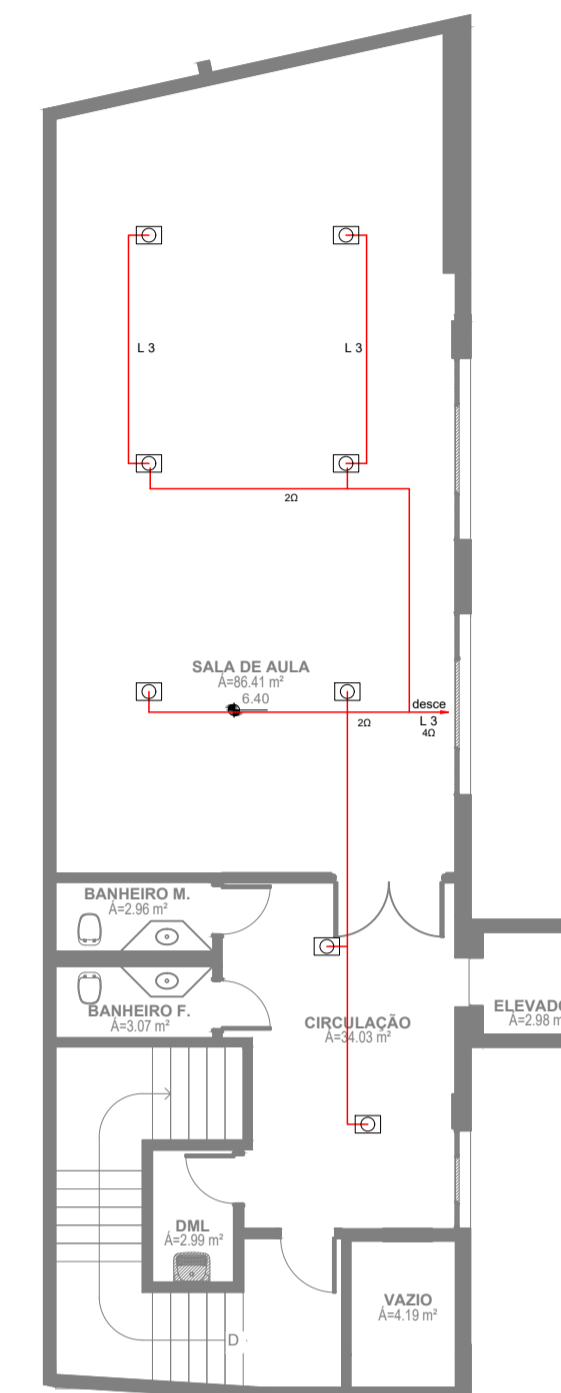 L 3
L 3
2Ω
SALA DE AULA
Á=86.41 m²
6.40
desce
L 3
4Ω
2Ω
BANHEIRO M.
Á=2.96 m²
BANHEIRO F.
Á=3.07 m²
CIRCULAÇÃO
Á=34.03 m²
ELEVADO
Á=2.98 m
DML
Á=2.99 m²
VAZIO
Á=4.19 m²
D